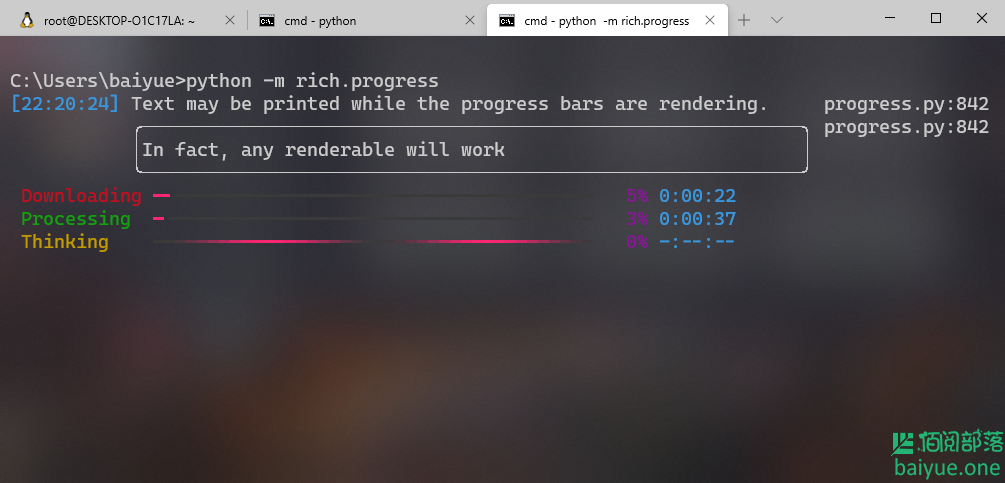 root@DESKTOP-O1C17LA: ~
cmd - python
cmd - python  -m rich.progress
C:\Users\baiyue>python -m rich.progress
[22:20:24] Text may be printed while the progress bars are rendering. progress.py:842
progress.py:842
In fact, any renderable will work
Downloading 5% 0:00:22
Processing 3% 0:00:37
Thinking 0% -:--:--
佰阅部落
baiyue.one